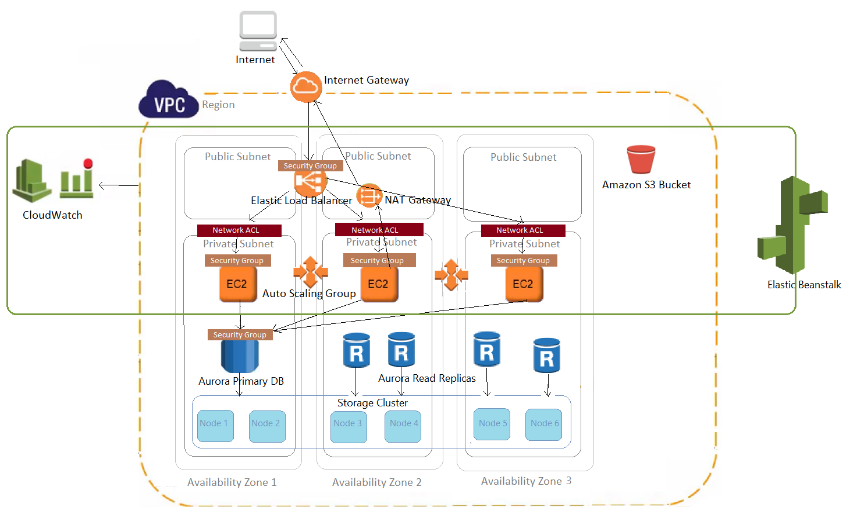 Internet
Internet Gateway
VPC
Region
Public Subnet
Public Subnet
Public Subnet
Security Group
Amazon S3 Bucket
Elastic Load Balancer
NAT Gateway
CloudWatch
Network ACL
Network ACL
Network ACL
Private Subnet
Private Subnet
Private Subnet
Security Group
Security Group
Security Group
EC2
EC2
EC2
Auto Scaling Group
Elastic Beanstalk
Security Group
R
R
R
R
Aurora Primary DB
Aurora Read Replicas
Storage Cluster
Node 1
Node 2
Node 3
Node 4
Node 5
Node 6
Availability Zone 1
Availability Zone 2
Availability Zone 3